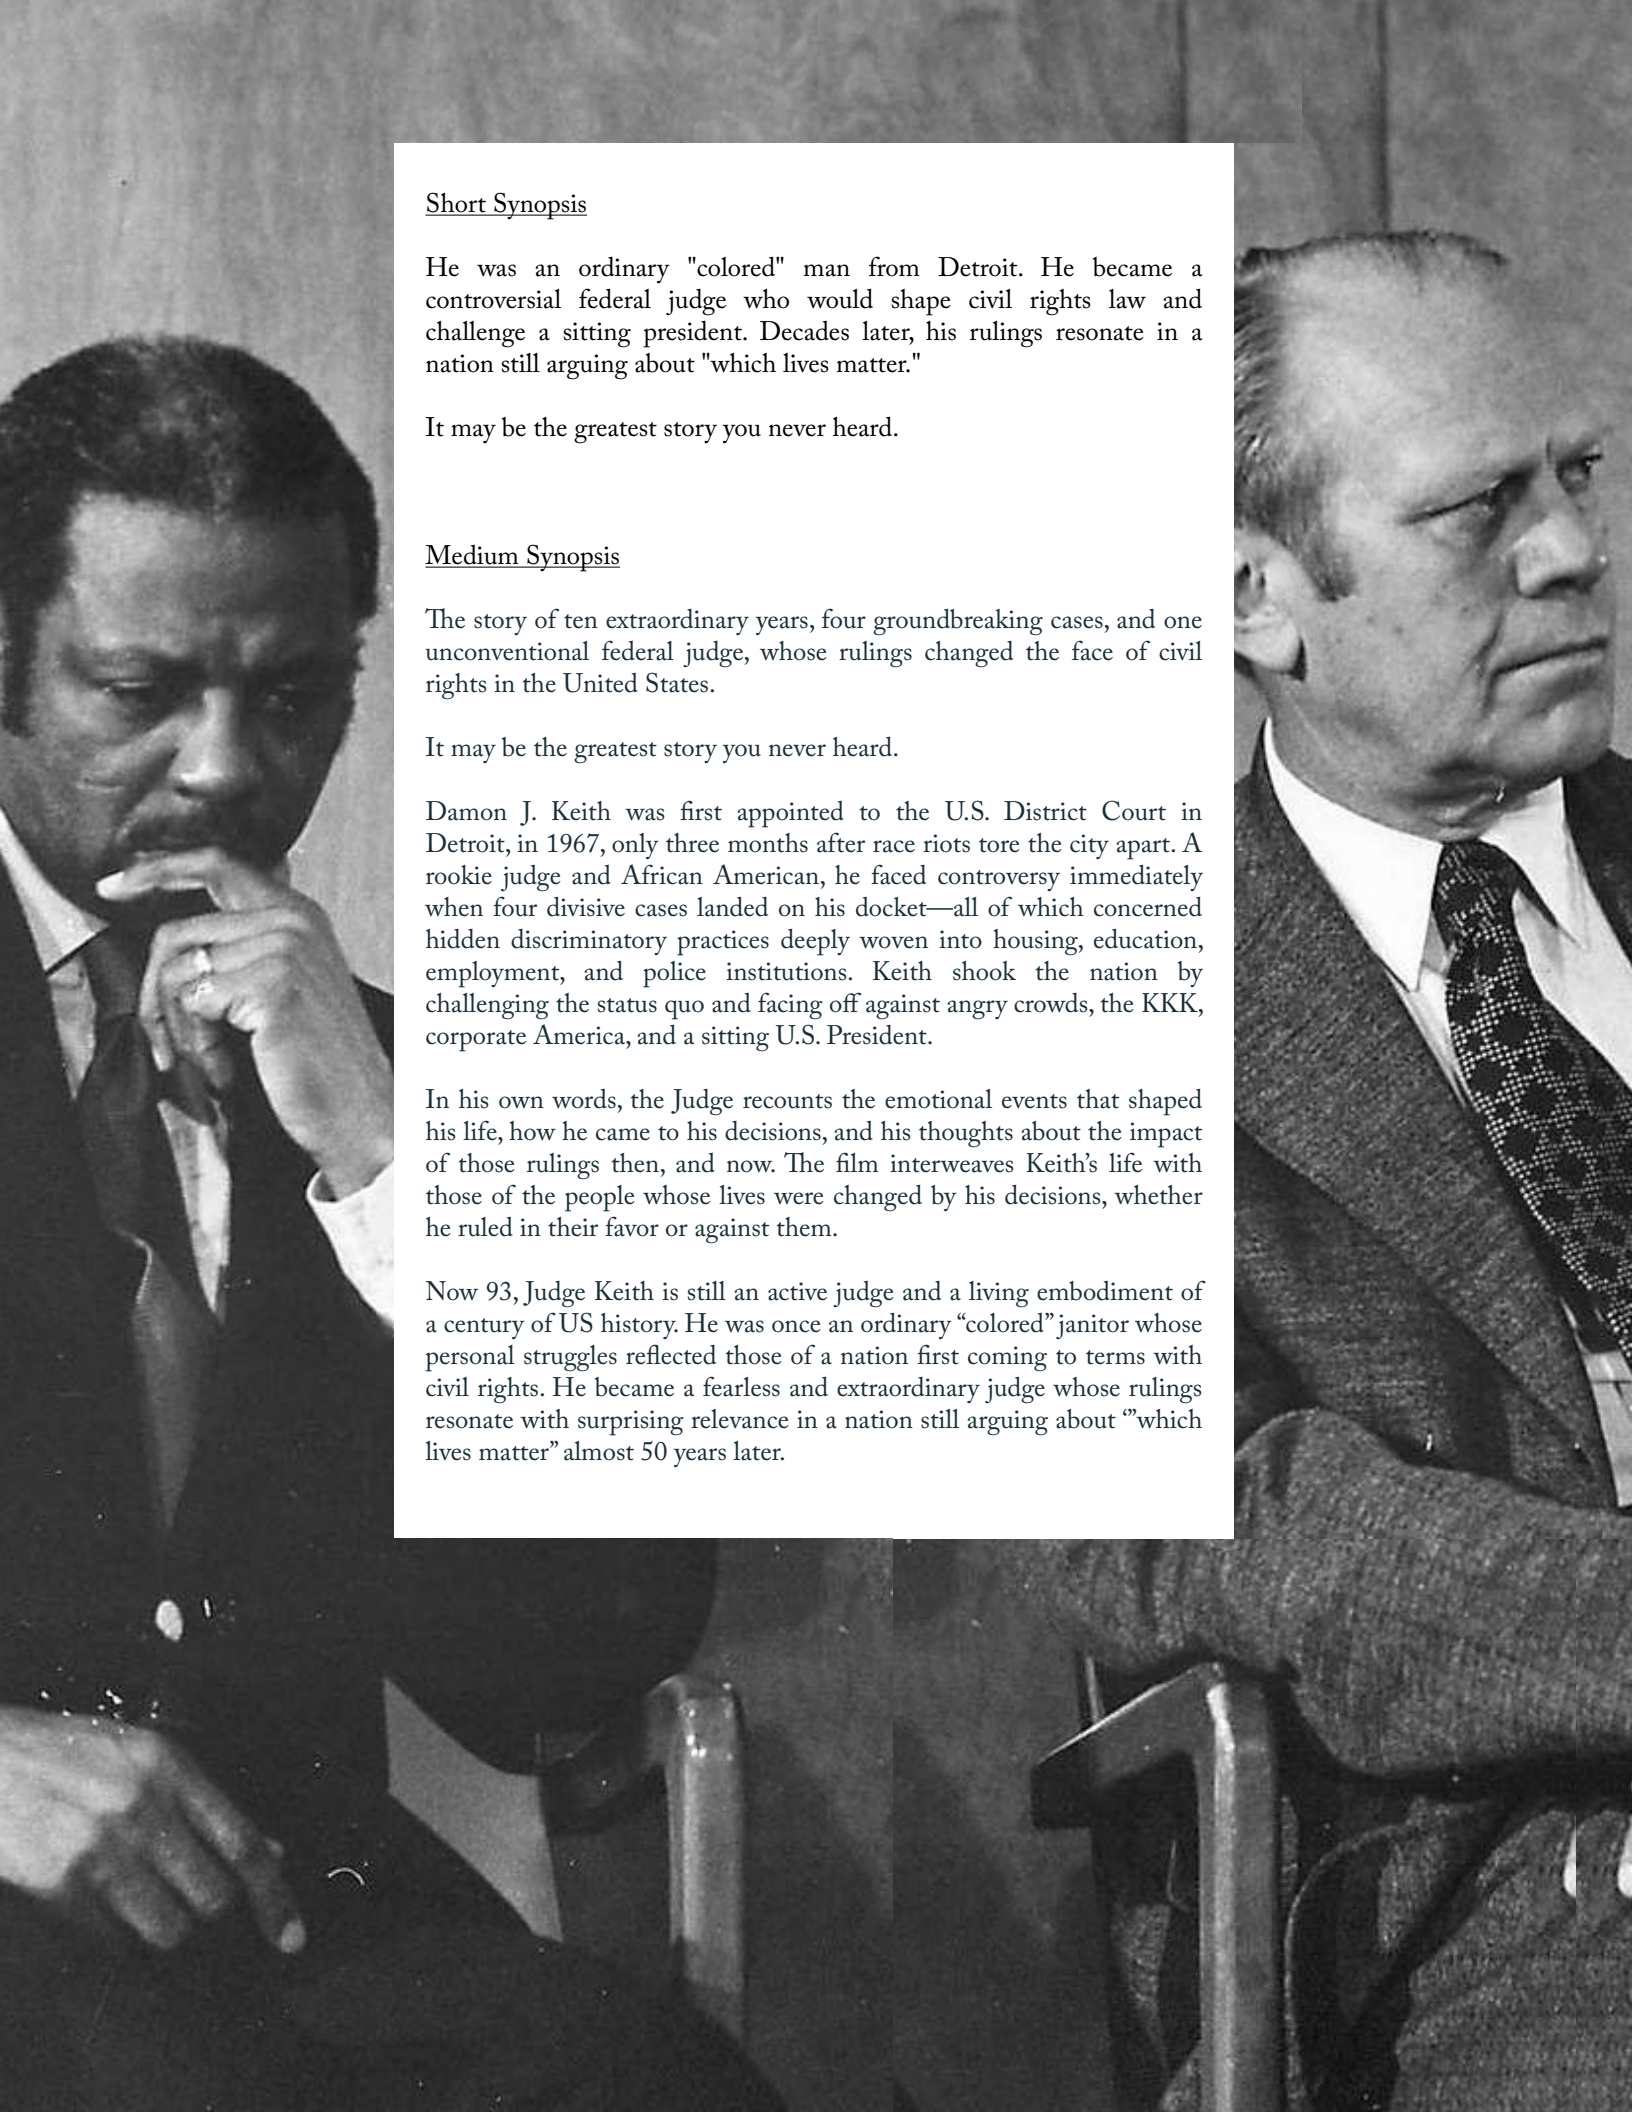 Short Synopsis
He was an ordinary "colored" man from Detroit. He became a
controversial federal judge who would shape civil rights law and
challenge a sitting president. Decades later, his rulings resonate in a
nation still arguing about "which lives matter."
It may be the greatest story you never heard.
Medium Synopsis
The story of ten extraordinary years, four groundbreaking cases, and one
unconventional federal judge, whose rulings changed the face of civil
rights in the United States.
It may be the greatest story you never heard.
Damon J. Keith was first appointed to the U.S. District Court in
Detroit, in 1967, only three months after race riots tore the city apart. A
rookie judge and African American, he faced controversy immediately
when four divisive cases landed on his docket—all of which concerned
hidden discriminatory practices deeply woven into housing, education,
employment, and police institutions. Keith shook the nation by
challenging the status quo and facing off against angry crowds, the KKK,
corporate America, and a sitting U.S. President.
In his own words, the Judge recounts the emotional events that shaped
his life, how he came to his decisions, and his thoughts about the impact
of those rulings then, and now. The film interweaves Keith’s life with
those of the people whose lives were changed by his decisions, whether
he ruled in their favor or against them.
Now 93, Judge Keith is still an active judge and a living embodiment of
a century of US history. He was once an ordinary “colored” janitor whose
personal struggles reflected those of a nation first coming to terms with
civil rights. He became a fearless and extraordinary judge whose rulings
resonate with surprising relevance in a nation still arguing about ‘”which
lives matter” almost 50 years later.